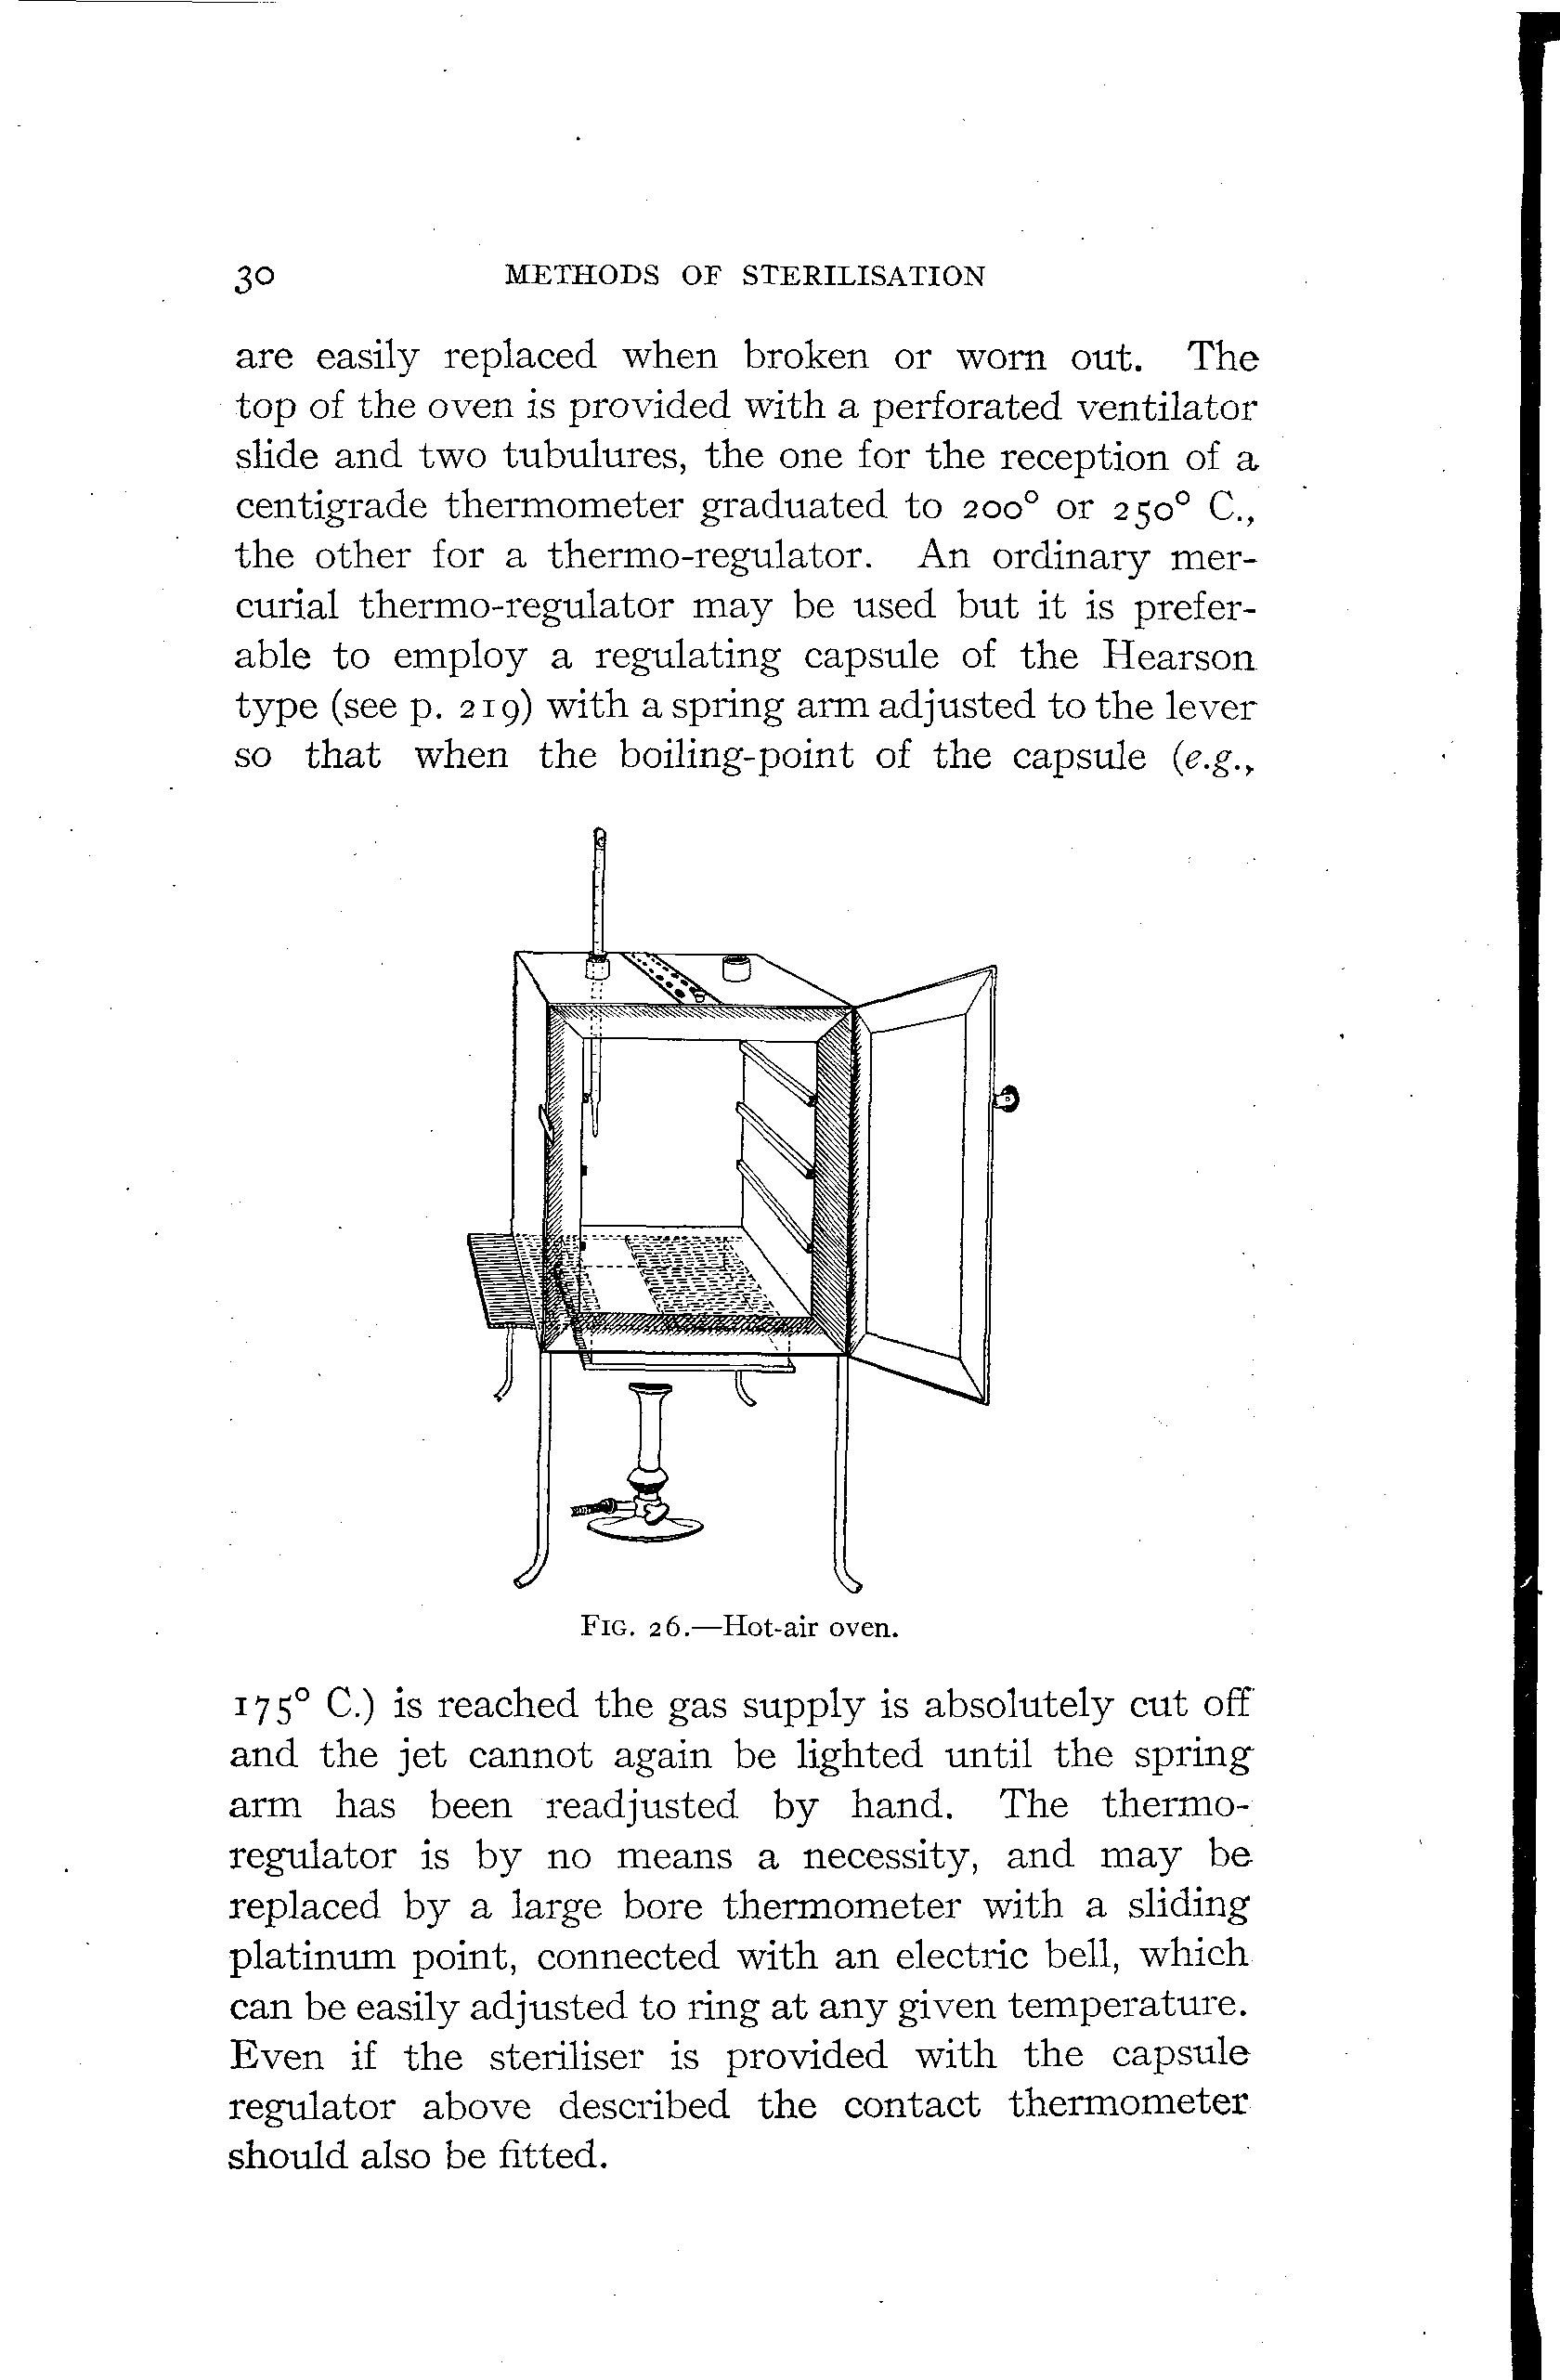 30 METHODS OF STERILISATION
are easily replaced when broken or worn out. The
top of the oven is provided with a perforated ventilator
slide and two tubulures, the one for the reception of a
centigrade thermometer graduated to 200° or 250° C.,
the other for a thermo-regulator. An ordinary mer-
curial thermo-regulator may be used but it is prefer-
able to employ a regulating capsule of the Hearson
type (see p. 219) with a spring arm adjusted to the lever
so that when the boiling-point of the capsule (e.g.,
FIG. 26.—Hot-air oven.
175° C.) is reached the gas supply is absolutely cut off
and the jet cannot again be lighted until the spring
arm has been readjusted by hand. The thermo-
regulator is by no means a necessity, and may be
replaced by a large bore thermometer with a sliding
platinum point, connected with an electric bell, which
can be easily adjusted to ring at any given temperature.
Even if the steriliser is provided with the capsule
regulator above described the contact thermometer
should also be fitted.